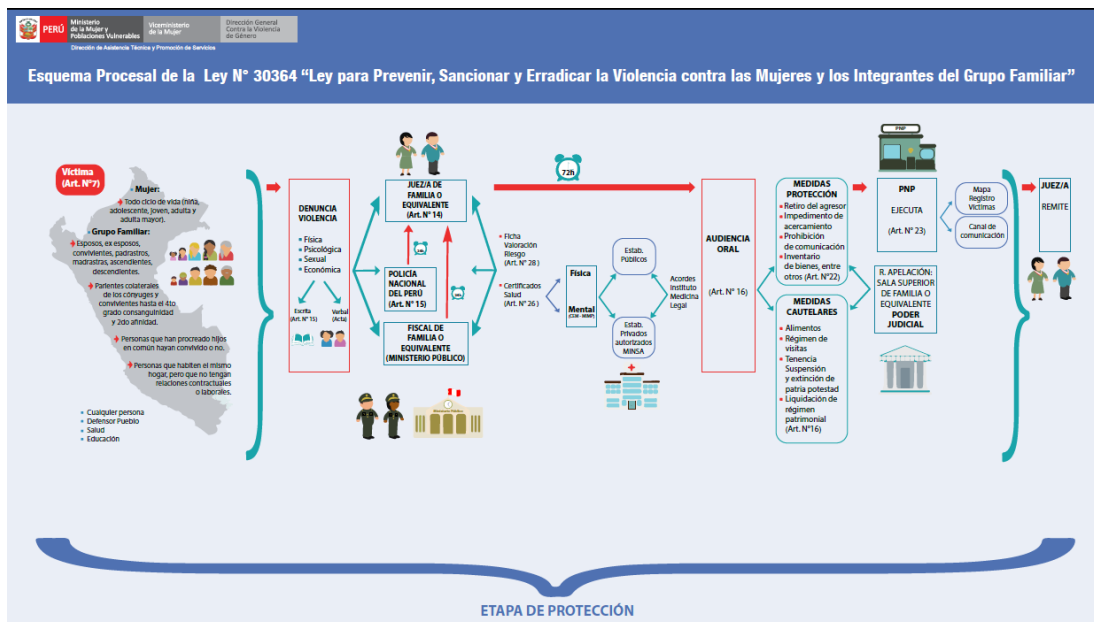 PERÚ
Ministerio
de la Mujer y
Poblaciones Vulnerables
Viceministerio
de la Mujer
Dirección General
Contra la Violencia
de Género
Dirección de Asistencia Técnica y Promoción de Servicios
Esquema Procesal de la Ley N° 30364 “Ley para Prevenir, Sancionar y Erradicar la Violencia contra las Mujeres y los Integrantes del Grupo Familiar”
Víctima
(Art. N°7)
Mujer:
Todo ciclo de vida (niña,
adolescente, joven, adulta y
adulta mayor).
Grupo Familiar:
Esposos, ex esposos,
convivientes, padrastros,
madrastras, ascendientes,
descendientes.
Parientes colaterales
de los cónyuges y
convivientes hasta el 4to
grado consanguinidad
y 2do afinidad.
Personas que han procreado hijos
en común hayan convivido o no.
Personas que habiten el mismo
hogar, pero que no tengan
relaciones contractuales
o laborales.
Cualquier persona
Defensor Pueblo
Salud
Educación
DENUNCIA
VIOLENCIA
Física
Psicológica
Sexual
Económica
Escrita
(Art. N°15)
Verbal
(Acta)
JUEZ/A DE
FAMILIA O
EQUIVALENTE
(Art. N° 14)
POLICÍA
NACIONAL
DEL PERÚ
(Art. N° 15)
FISCAL DE
FAMILIA O
EQUIVALENTE
(MINISTERIO PÚBLICO)
Ministerio Público
72h
Ficha
Valoración
Riesgo
(Art. N°28 )
Certificados
Salud
(Art. N°26 )
Física
Mental
Estab.
Públicos
Estab.
Privados
autorizados
MINSA
Acordes
Instituto
Medicina
Legal
AUDIENCIA
ORAL
(Art. N° 16)
MEDIDAS
PROTECCIÓN
Retiro del agresor
Impedimento de
acercamiento
Prohibición
de comunicación
Inventario
de bienes, entre
otros (Art. N°22)
MEDIDAS
CAUTELARES
Alimentos
Régimen de
visitas
Tenencia
Suspensión
y extinción de
patria potestad
Liquidación de
régimen
patrimonial
(Art. N°16)
PNP
PNP
EJECUTA
(Art. N° 23)
Mapa
Registro
Víctimas
Canal de
comunicación
R. APELACIÓN:
SALA SUPERIOR
DE FAMILIA O
EQUIVALENTE
PODER
JUDICIAL
JUEZ/A
REMITE
ETAPA DE PROTECCIÓN